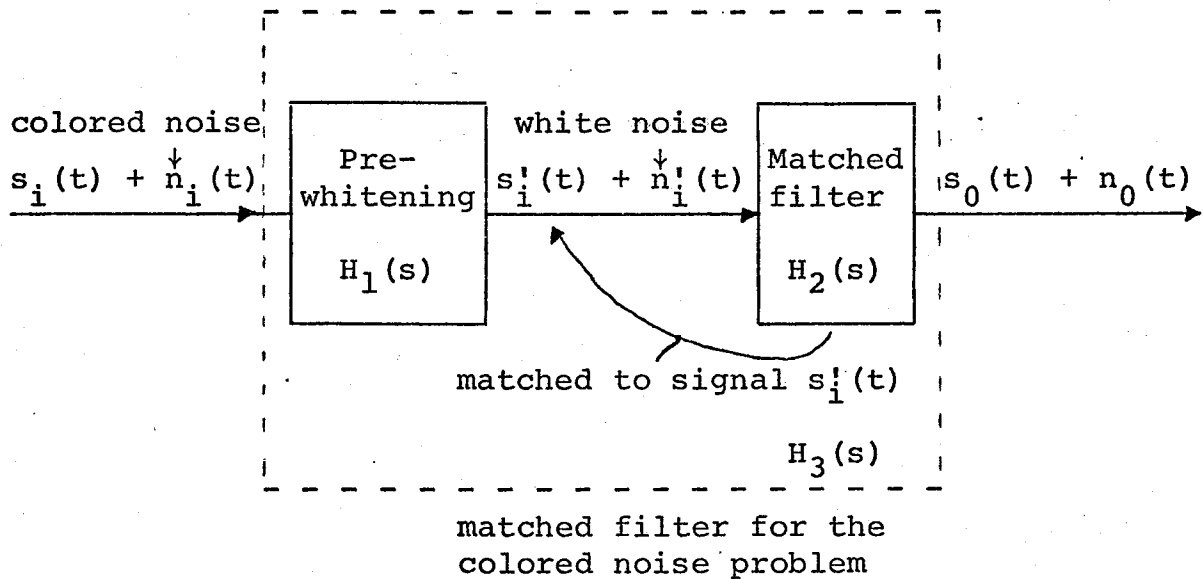 colored noise
s_i(t) + n_i(t)
↓
Pre-
whitening
H_1(s)
white noise
↓
s_i'(t) + n_i'(t)
Matched
filter
H_2(s)
s_0(t) + n_0(t)
matched to signal s_i'(t)
H_3(s)
matched filter for the
colored noise problem